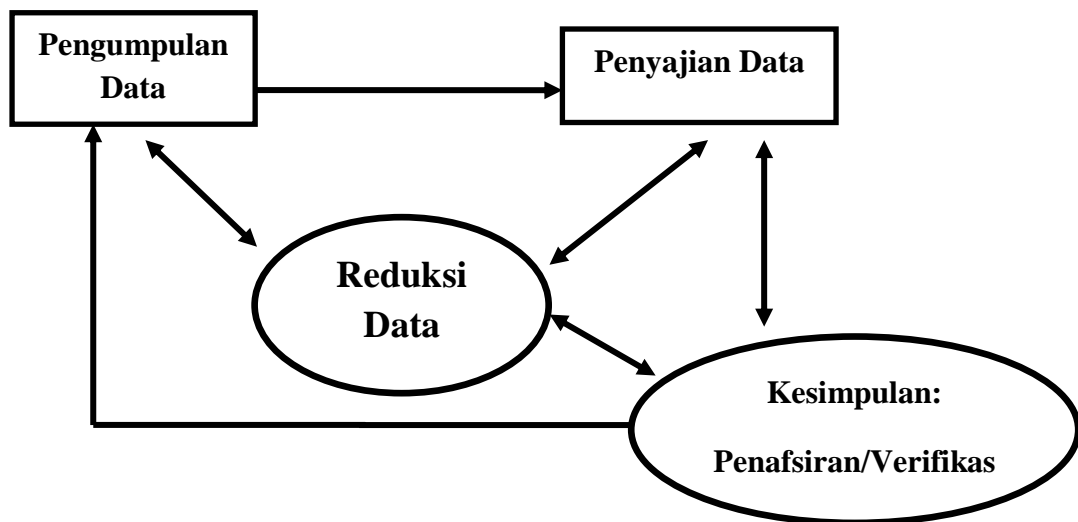 Pengumpulan
Data
Penyajian Data
Reduksi
Data
Kesimpulan:
Penafsiran/Verifikas